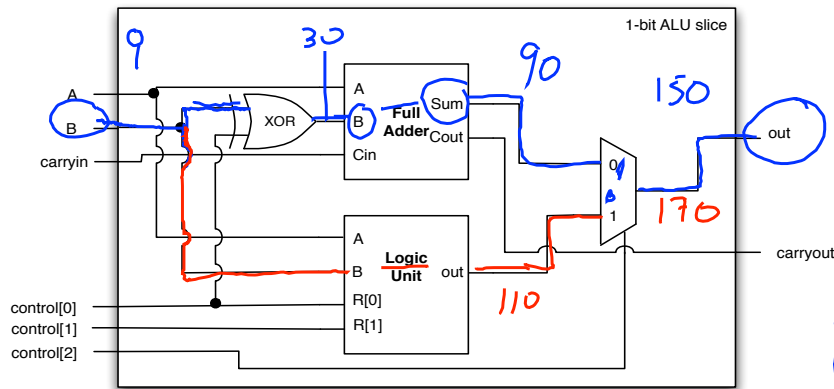 1-bit ALU slice
9
30
90
150
A
B
carryin
XOR
A
B
Cin
Full
Adder
Sum
Cout
0
1
out
170
A
B
R[0]
R[1]
Logic
Unit
out
110
carryout
control[0]
control[1]
control[2]